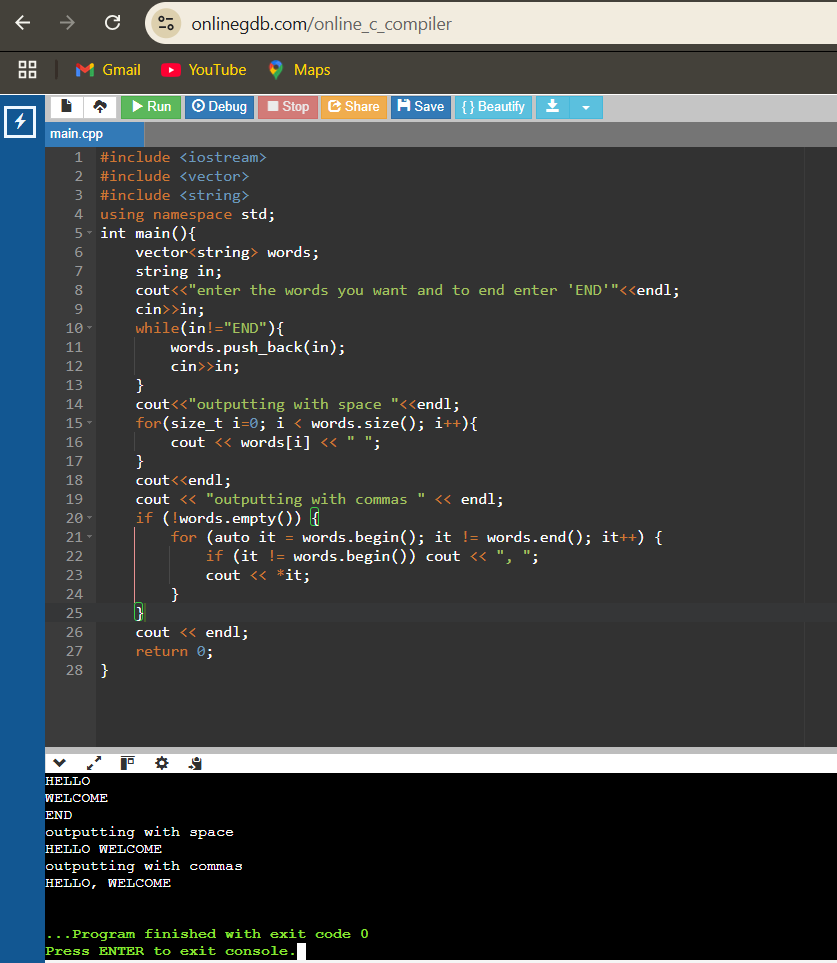 onlinegdb.com/online_c_compiler
Gmail YouTube Maps
Run Debug Stop Share Save {} Beautify
main.cpp
1 #include <iostream>
2 #include <vector>
3 #include <string>
4 using namespace std;
5 int main(){
6     vector<string> words;
7     string in;
8     cout<<"enter the words you want and to end enter 'END'"<<endl;
9     cin>>in;
10     while(in!="END"){
11         words.push_back(in);
12         cin>>in;
13     }
14     cout<<"outputting with space "<<endl;
15     for(size_t i=0; i < words.size(); i++){
16         cout << words[i] << " ";
17     }
18     cout<<endl;
19     cout << "outputting with commas " << endl;
20     if (!words.empty()) {
21         for (auto it = words.begin(); it != words.end(); it++) {
22             if (it != words.begin()) cout << ", ";
23             cout << *it;
24         }
25     }
26     cout << endl;
27     return 0;
28 }
HELLO
WELCOME
END
outputting with space
HELLO WELCOME
outputting with commas
HELLO, WELCOME
...Program finished with exit code 0
Press ENTER to exit console.